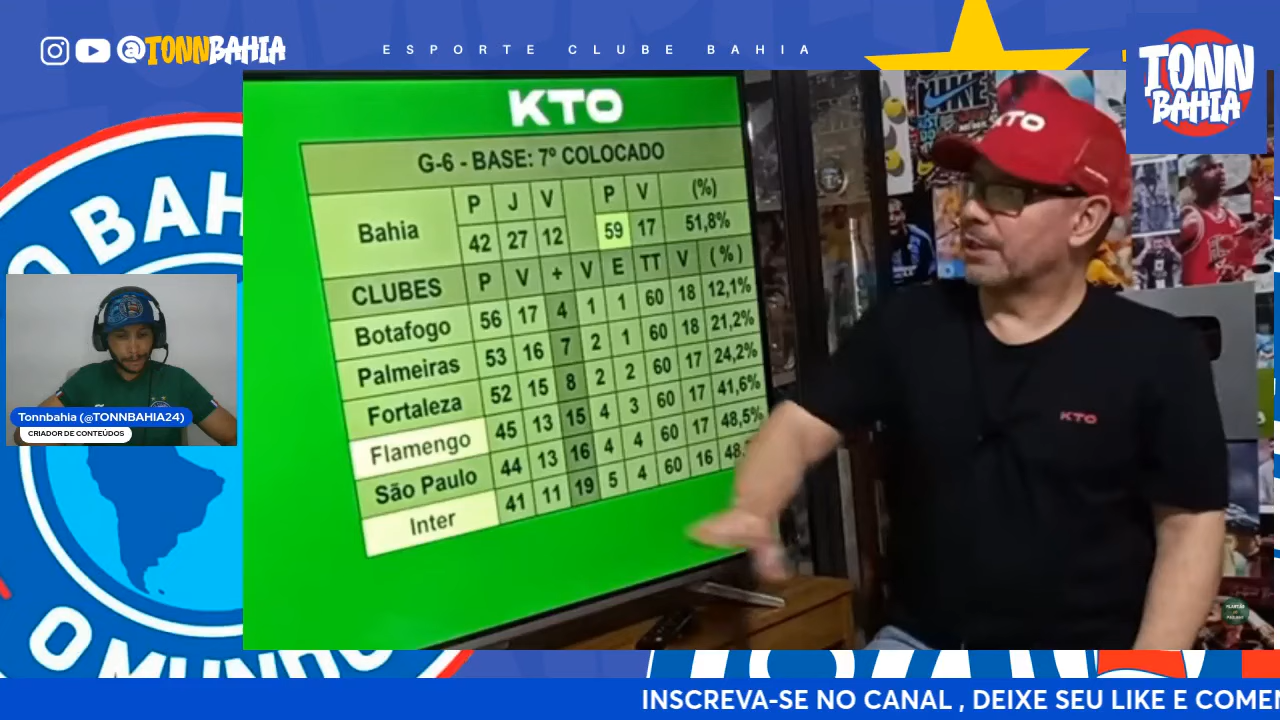 @TONNBAHIA
ESPORTE CLUBE BAHIA
TONN
BAHIA
O BAH
KTO
G-6 - BASE: 7º COLOCADO
Bahia P J V P V (%)
42 27 12 59 17 51,8%
CLUBES P V + V E TT V (%)
Botafogo 56 17 4 1 1 60 18 12,1%
Palmeiras 53 16 7 2 1 60 18 21,2%
Fortaleza 52 15 8 2 2 60 17 24,2%
Flamengo 45 13 15 4 3 60 17 41,6%
São Paulo 44 13 16 4 4 60 17 48,5%
Inter 41 11 19 5 4 60 16 48,
NIKE
KTO
KTO
Tonnbahia (@TONNBAHIA24)
CRIADOR DE CONTEÚDOS
O MUNDO
INSCREVA-SE NO CANAL , DEIXE SEU LIKE E COMEN